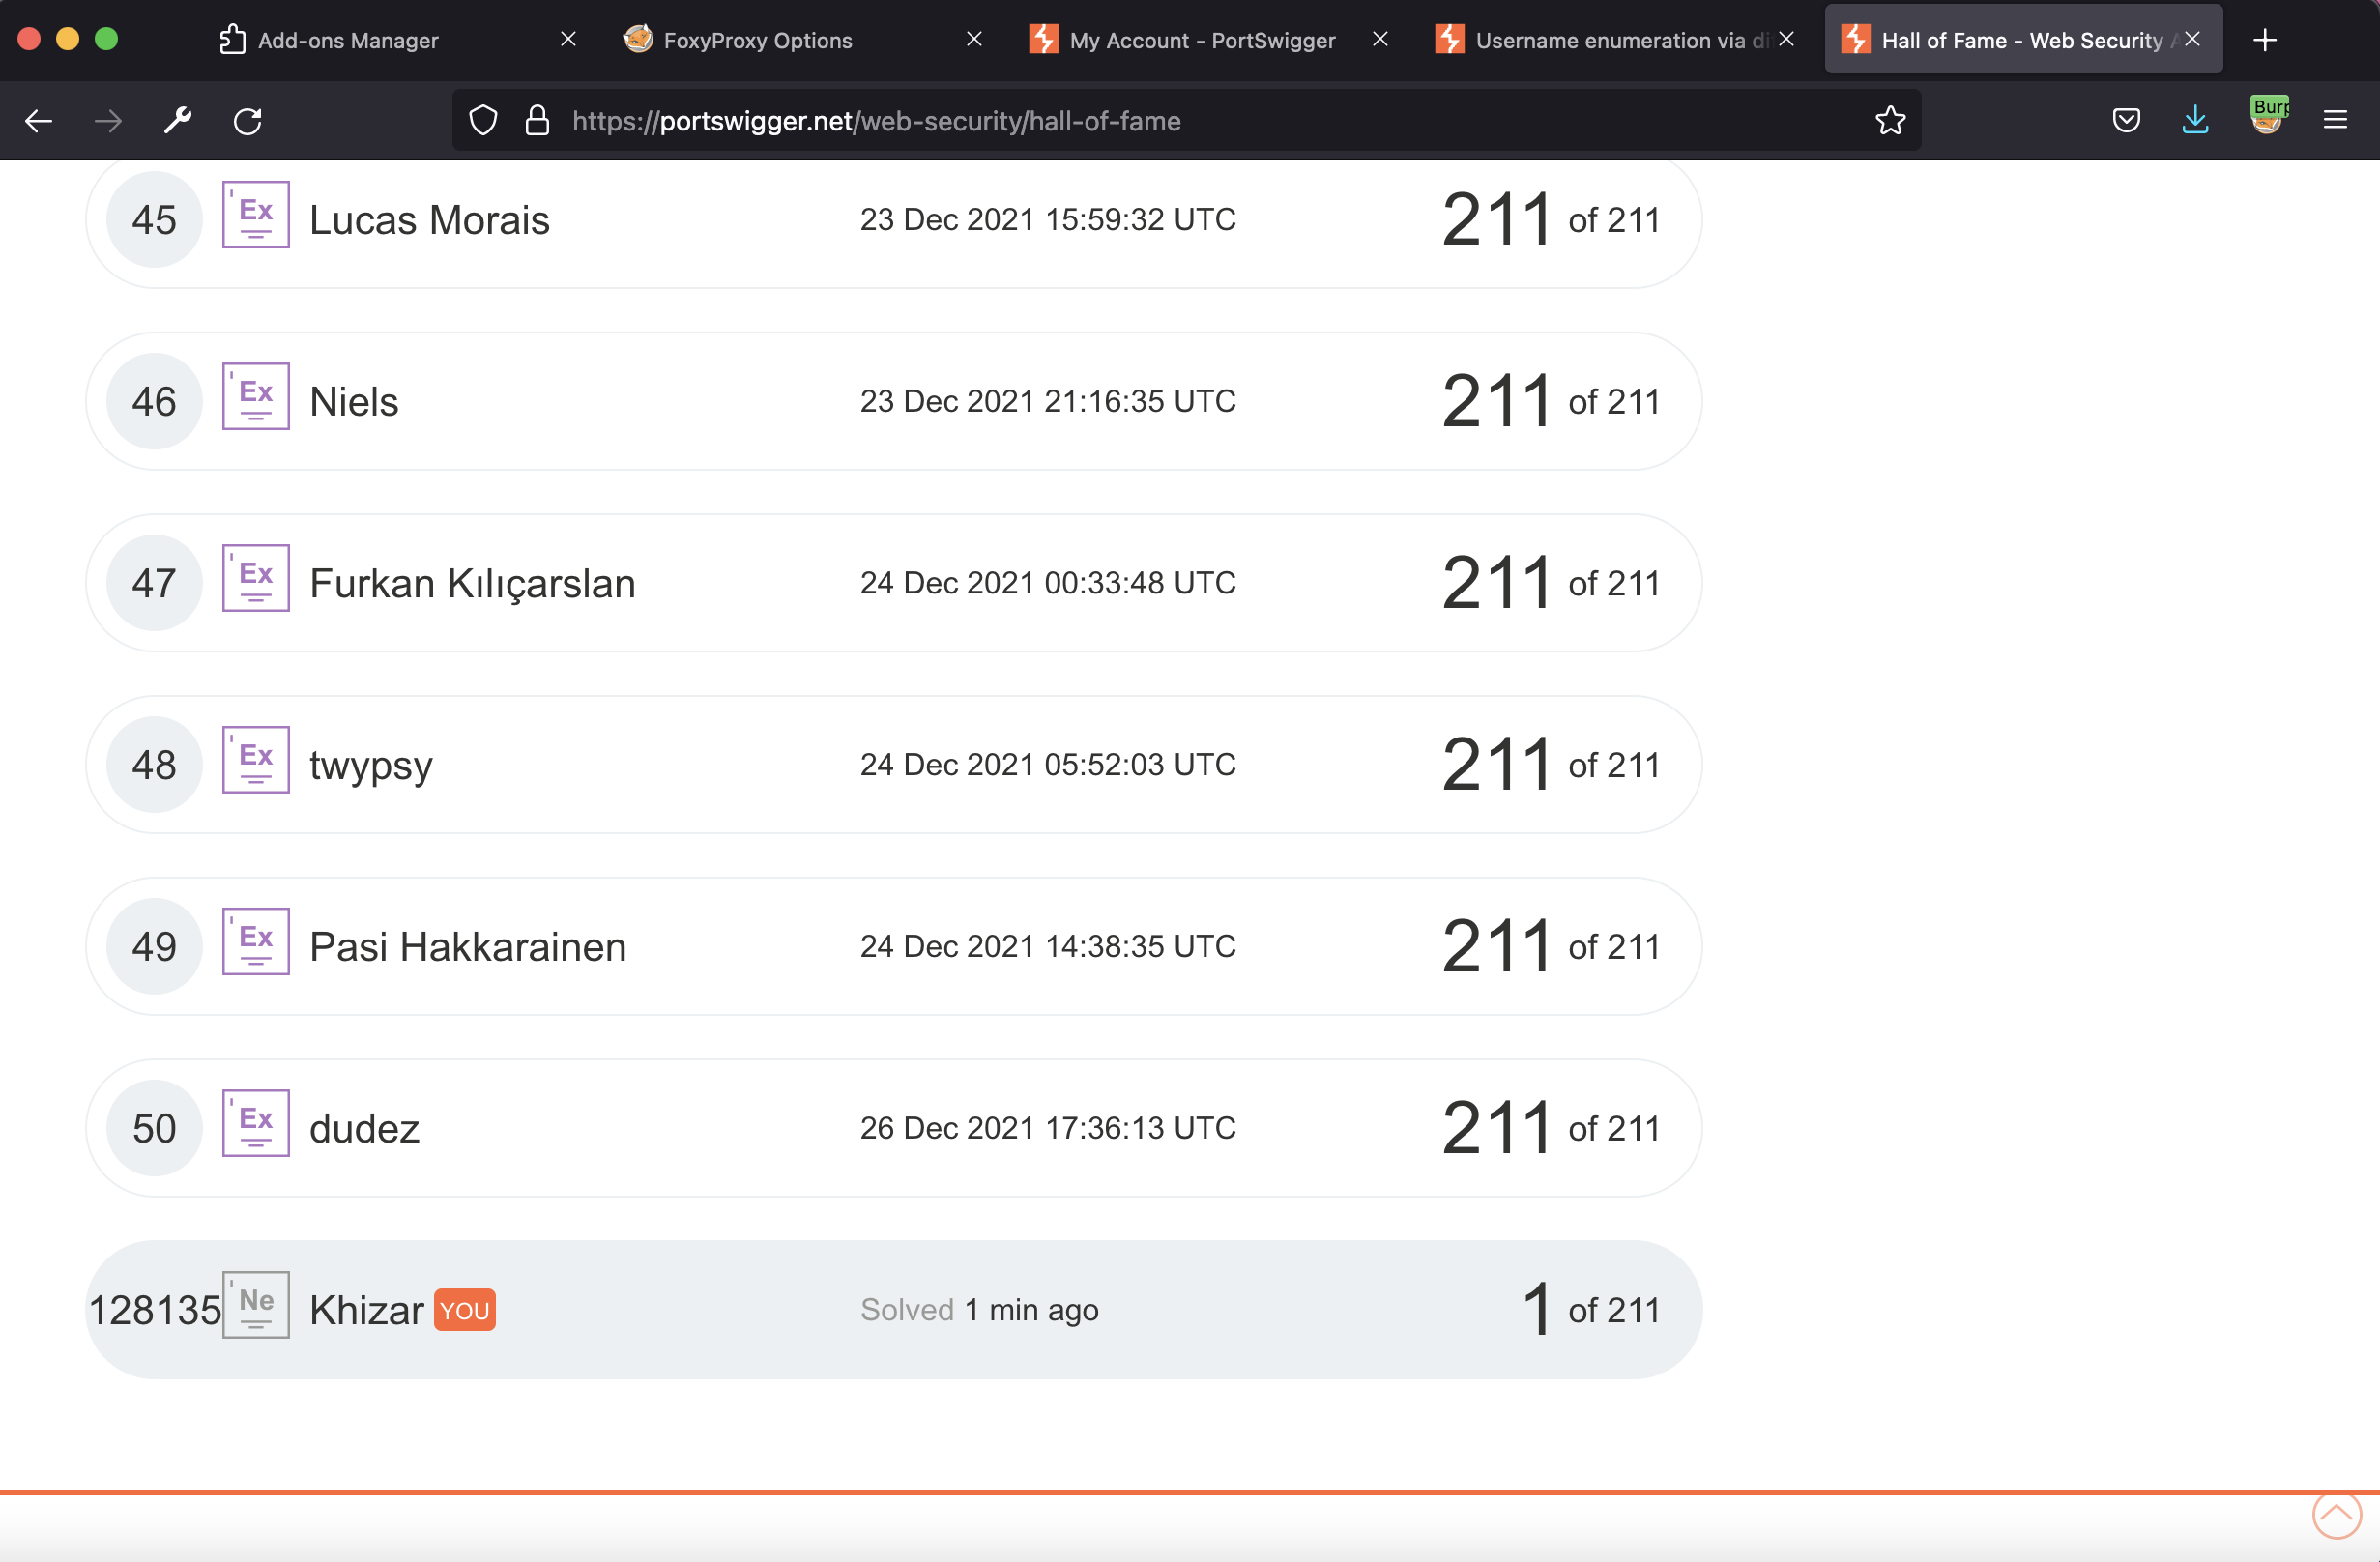 Add-ons Manager
FoxyProxy Options
My Account - PortSwigger
Username enumeration via di
Hall of Fame - Web Security A
https://portswigger.net/web-security/hall-of-fame
Burp
45 Ex Lucas Morais 23 Dec 2021 15:59:32 UTC 211 of 211
46 Ex Niels 23 Dec 2021 21:16:35 UTC 211 of 211
47 Ex Furkan Kılıçarslan 24 Dec 2021 00:33:48 UTC 211 of 211
48 Ex twypsy 24 Dec 2021 05:52:03 UTC 211 of 211
49 Ex Pasi Hakkarainen 24 Dec 2021 14:38:35 UTC 211 of 211
50 Ex dudez 26 Dec 2021 17:36:13 UTC 211 of 211
128135 Ne Khizar YOU Solved 1 min ago 1 of 211